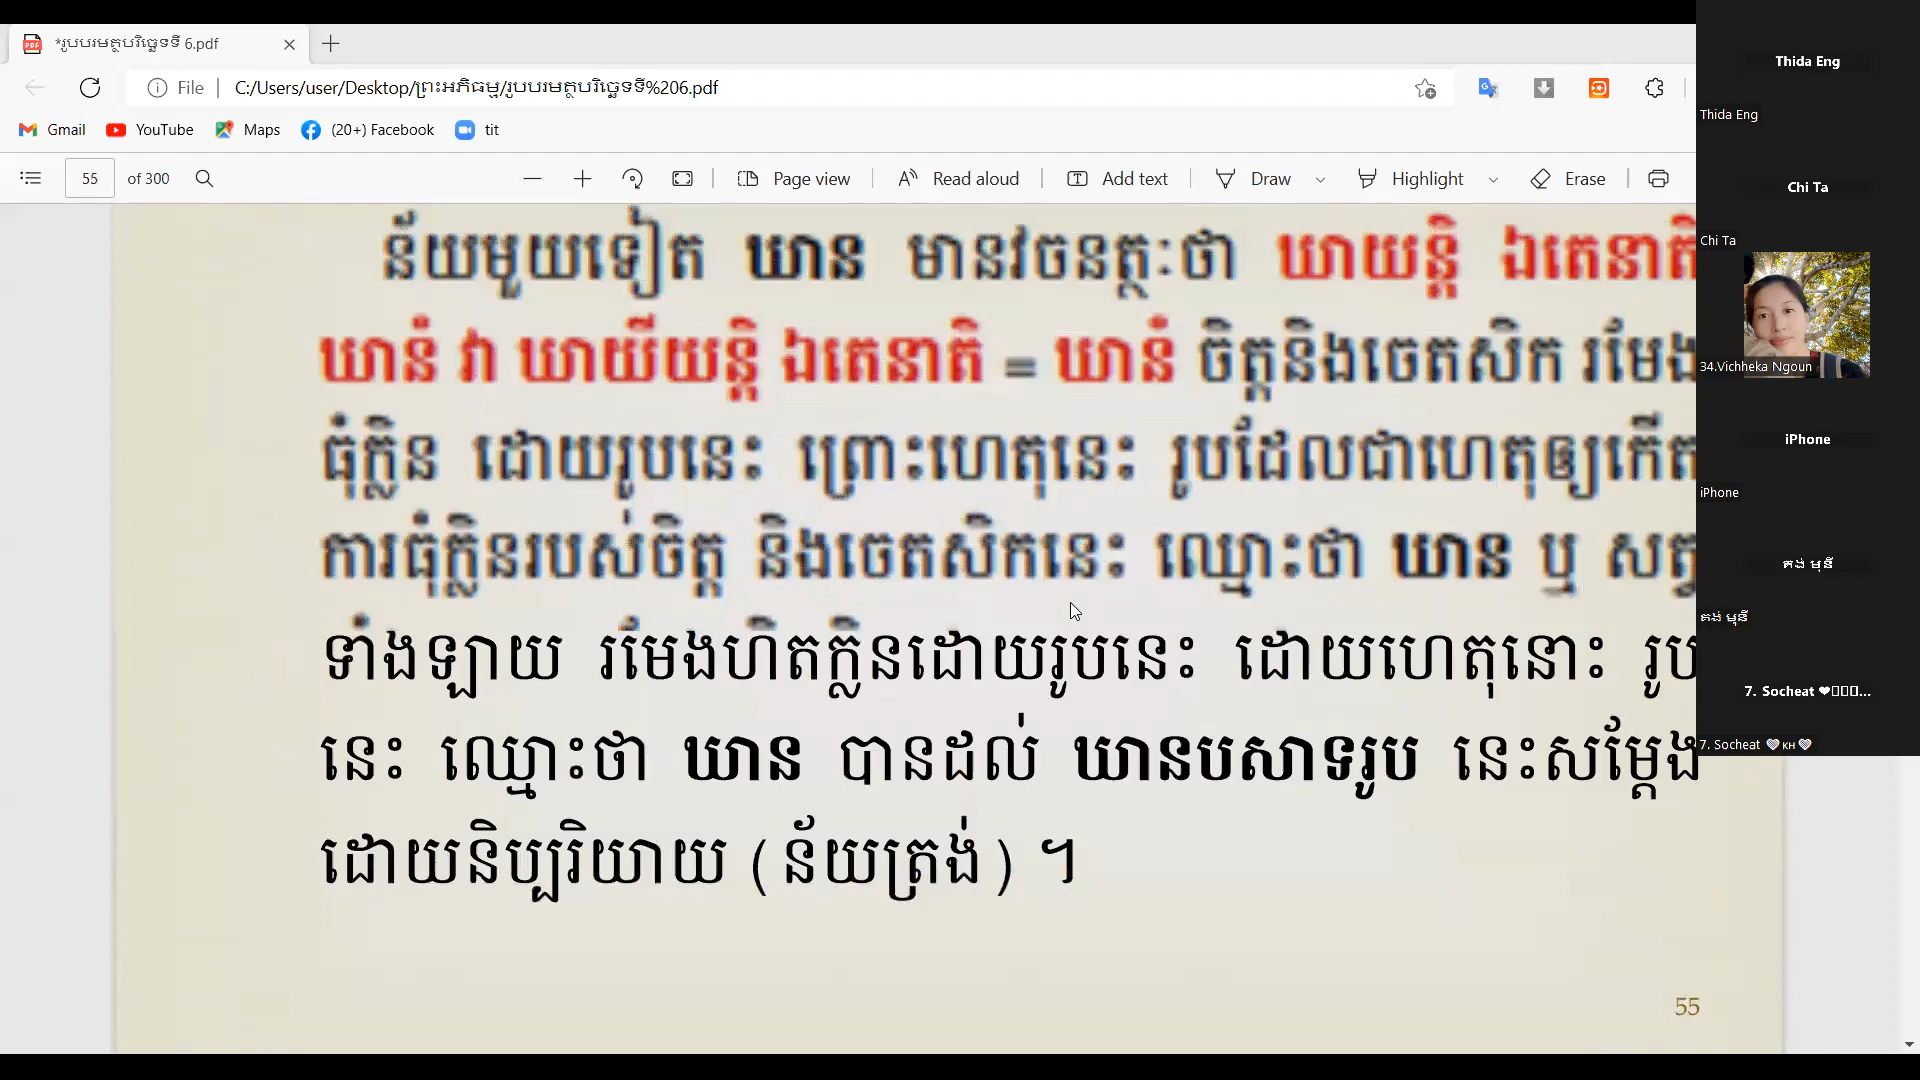 *រូបបរមត្ថបរិច្ឆេទទី 6.pdf
File
C:/Users/user/Desktop/ព្រះអភិធម្ម/រូបបរមត្ថបរិច្ឆេទទី%206.pdf
Gmail YouTube Maps (20+) Facebook tit
55 of 300 Page view Read aloud Add text Draw Highlight Erase
ន័យមួយទៀត ឃាន មានវចនត្ថៈថា ឃាយន្តិ ឯតេនាតិ
ឃានំ វា ឃាយីយន្តិ ឯតេនាតិ = ឃានំ ចិត្តនិងចេតសិក រមែង
ធុំក្លិន ដោយរូបនេះ ព្រោះហេតុនេះ រូបដែលជាហេតុឲ្យកើត
ការធុំក្លិនរបស់ចិត្ត និងចេតសិកនេះ ឈ្មោះថា ឃាន ឬ សត្វ
ទាំងឡាយ រមែងហិតក្លិនដោយរូបនេះ ដោយហេតុនោះ រូប
នេះ ឈ្មោះថា ឃាន បានដល់ ឃានបសាទរូប នេះសម្ដែង
ដោយនិប្បរិយាយ (ន័យត្រង់) ។
55
Thida Eng
Thida Eng
Chi Ta
Chi Ta
34.Vichheka Ngoun
iPhone
iPhone
គង់ មុនី
គង់ មុនី
7. Socheat ❤...
7. Socheat 🤍ᴋʜ🤍